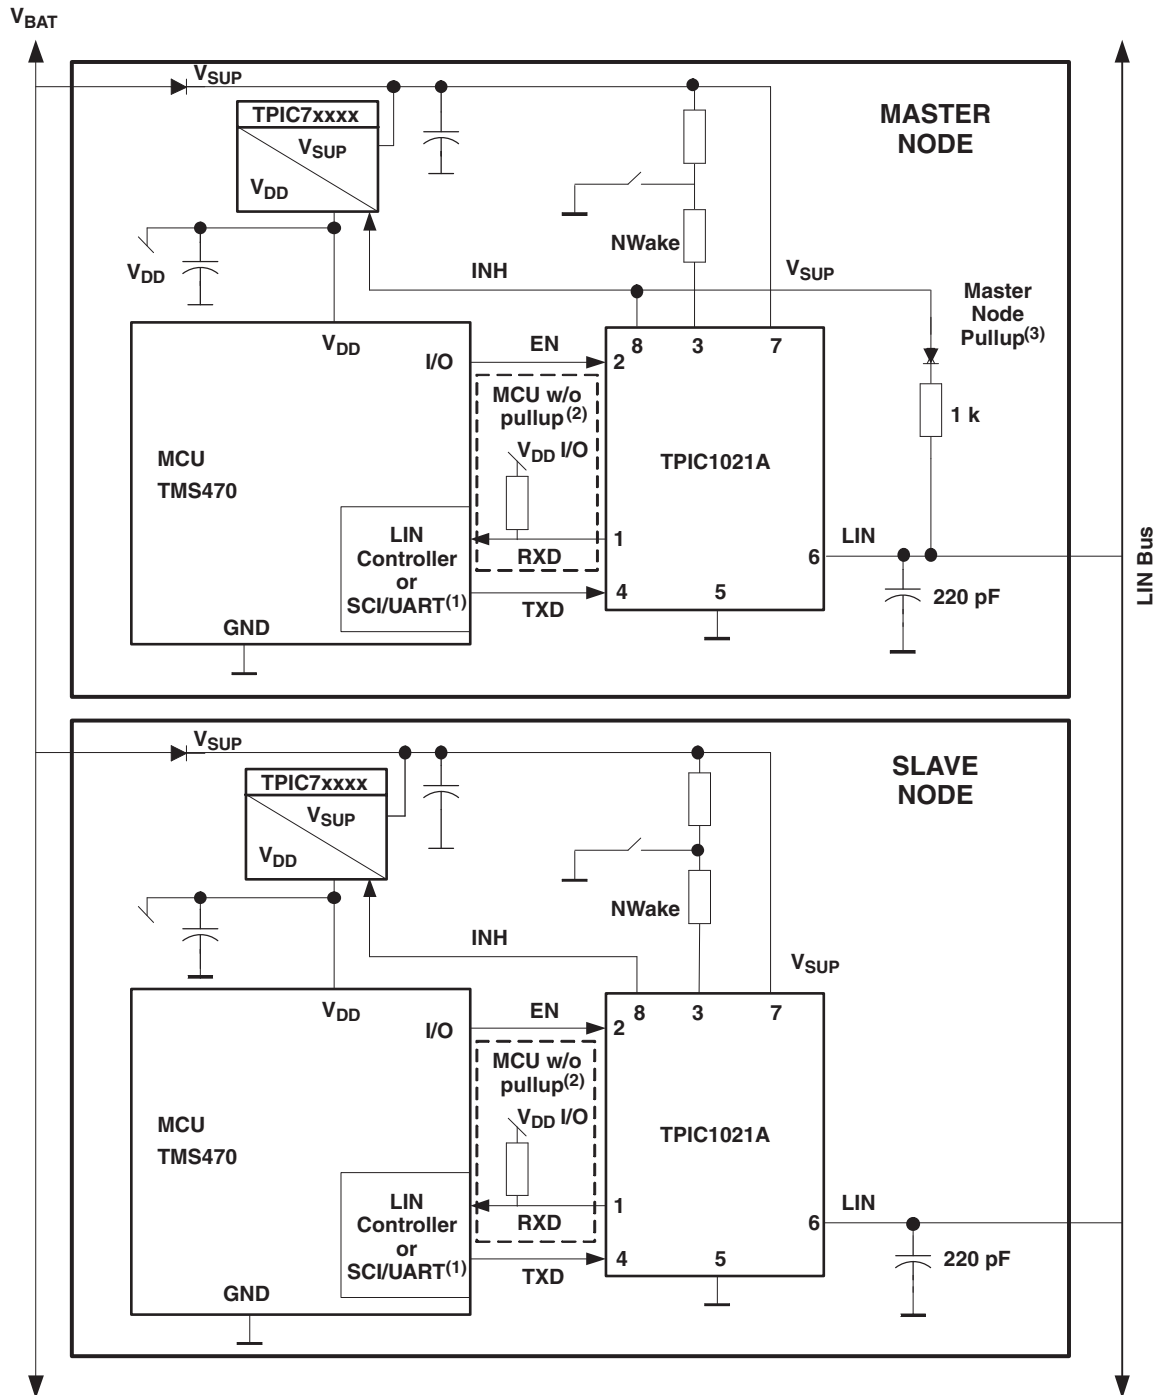 VBAT
VSUP
TPIC7xxxx
VSUP
VDD
MASTER
NODE
NWake
VDD
INH
VSUP
Master
Node
Pullup(3)
VDD
I/O
EN
2
8
3
7
MCU w/o
pullup(2)
VDD I/O
1 k
MCU
TMS470
TPIC1021A
LIN
Controller
or
SCI/UART(1)
RXD
1
LIN
6
TXD
4
5
220 pF
GND
LIN Bus
VSUP
TPIC7xxxx
VSUP
VDD
SLAVE
NODE
NWake
INH
VSUP
VDD
I/O
EN
2
8
3
7
MCU w/o
pullup(2)
VDD I/O
MCU
TMS470
TPIC1021A
LIN
Controller
or
SCI/UART(1)
RXD
1
LIN
6
TXD
4
5
220 pF
GND